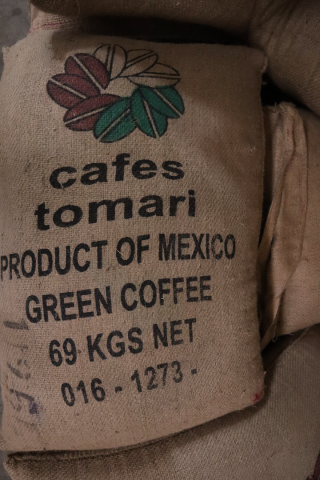 cafes
tomari
PRODUCT OF MEXICO
GREEN COFFEE
69 KGS NET
016 - 1273 -